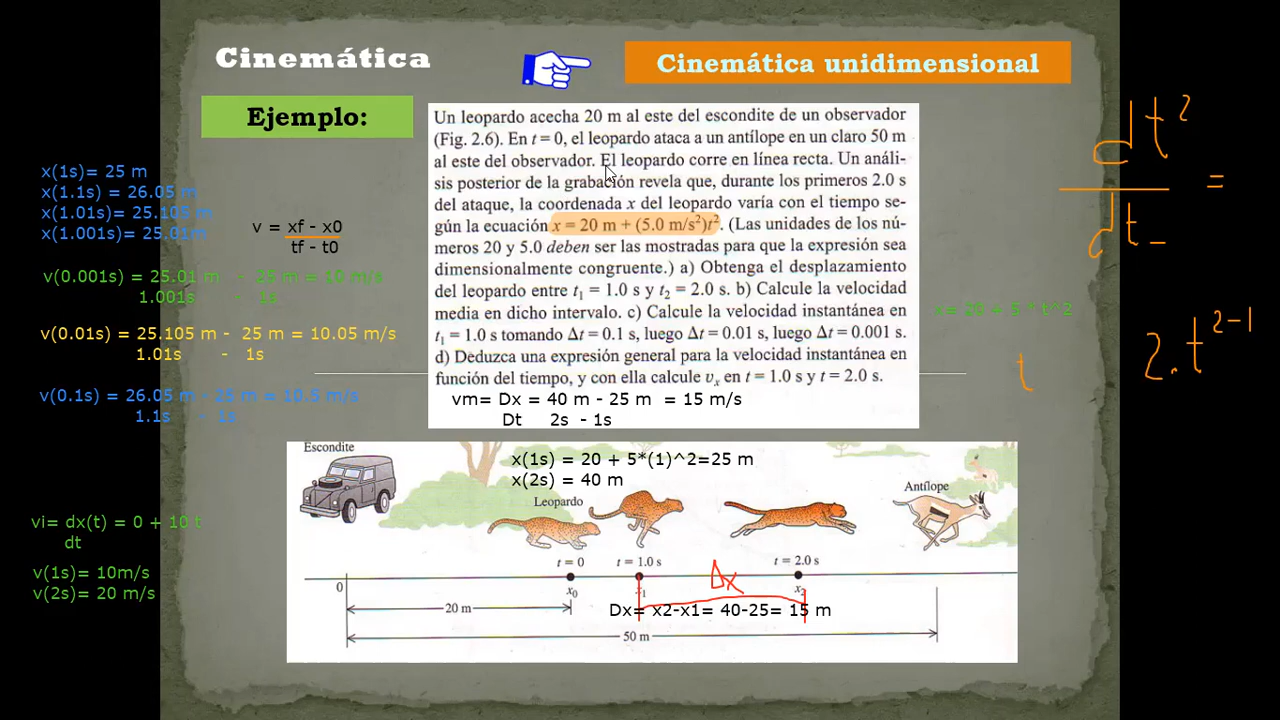 Cinemática
Cinemática unidimensional
Ejemplo:
Un leopardo acecha 20 m al este del escondite de un observador
(Fig. 2.6). En t = 0, el leopardo ataca a un antílope en un claro 50 m
al este del observador. El leopardo corre en línea recta. Un análi-
sis posterior de la grabación revela que, durante los primeros 2.0 s
del ataque, la coordenada x del leopardo varía con el tiempo se-
gún la ecuación x = 20 m + (5.0 m/s²)t². (Las unidades de los nú-
meros 20 y 5.0 deben ser las mostradas para que la expresión sea
dimensionalmente congruente.) a) Obtenga el desplazamiento
del leopardo entre t₁ = 1.0 s y t₂ = 2.0 s. b) Calcule la velocidad
media en dicho intervalo. c) Calcule la velocidad instantánea en
t₁ = 1.0 s tomando Δt = 0.1 s, luego Δt = 0.01 s, luego Δt = 0.001 s.
d) Deduzca una expresión general para la velocidad instantánea en
función del tiempo, y con ella calcule vₓ en t = 1.0 s y t = 2.0 s.
vm= Dx = 40 m - 25 m = 15 m/s
Dt 2s - 1s
x(1s)= 25 m
x(1.1s) = 26.05 m
x(1.01s)= 25.105 m
x(1.001s)= 25.01m
v = xf - x0
tf - t0
v(0.001s) = 25.01 m - 25 m = 10 m/s
1.001s - 1s
v(0.01s) = 25.105 m - 25 m = 10.05 m/s
1.01s - 1s
v(0.1s) = 26.05 m - 25 m = 10.5 m/s
1.1s - 1s
vi= dx(t) = 0 + 10 t
dt
v(1s)= 10m/s
v(2s)= 20 m/s
dt²
=
dt
x= 20 + 5 * t^2
t
2.t²⁻¹
Escondite
x(1s) = 20 + 5*(1)^2=25 m
x(2s) = 40 m
Leopardo
Antílope
t = 0
t = 1.0 s
t = 2.0 s
Δx
0
x₀
x₁
x₂
20 m
Dx= x2-x1= 40-25= 15 m
50 m